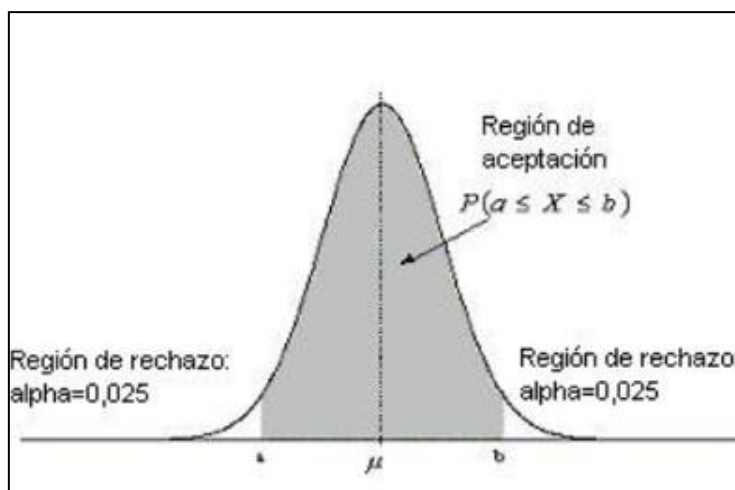 Región de
aceptación
P(a ≤ X ≤ b)
Región de rechazo:
alpha=0,025
Región de rechazo:
alpha=0,025
a
μ
b